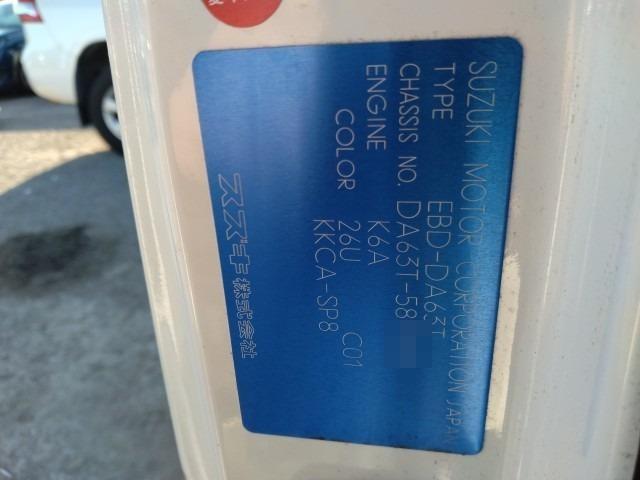 SUZUKI MOTOR CORPORATION JAPAN
TYPE EBD-DA63T
CHASSIS NO. DA63T-58
ENGINE K6A
COLOR 26U C01
KKCA-SP8
スズキ株式会社